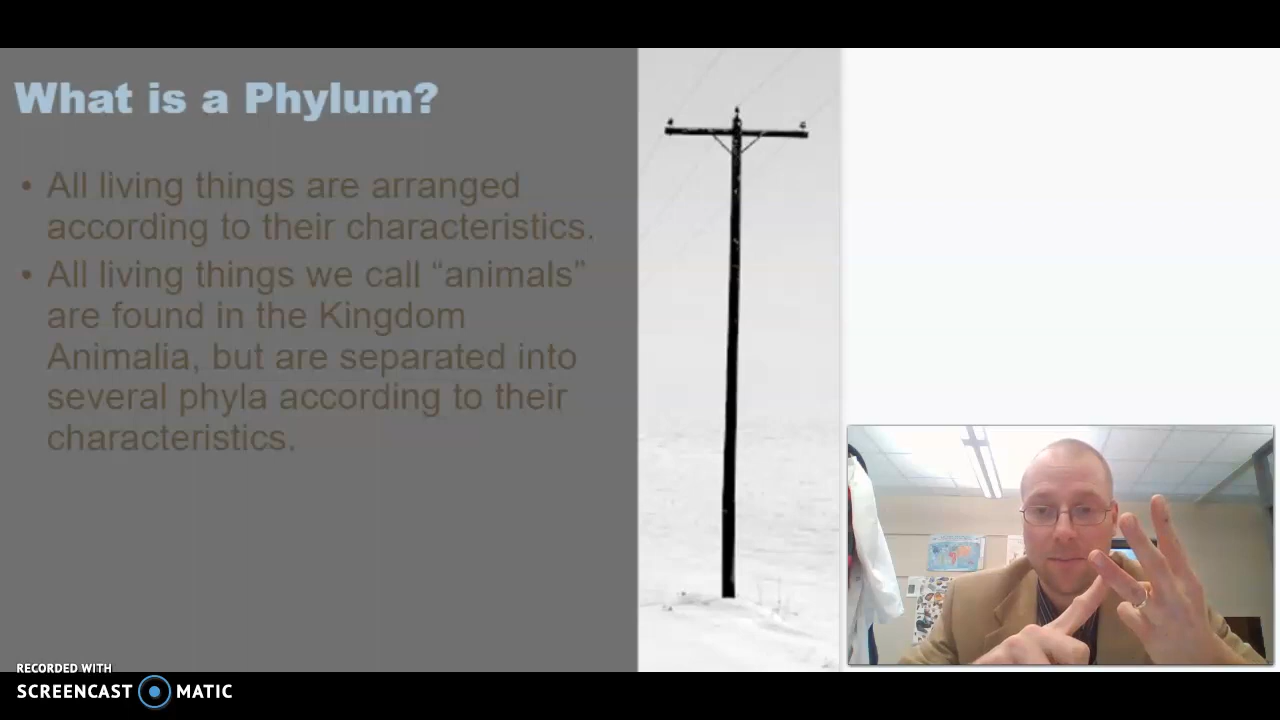 What is a Phylum?
• All living things are arranged
according to their characteristics.
• All living things we call “animals”
are found in the Kingdom
Animalia, but are separated into
several phyla according to their
characteristics.
RECORDED WITH
SCREENCAST MATIC